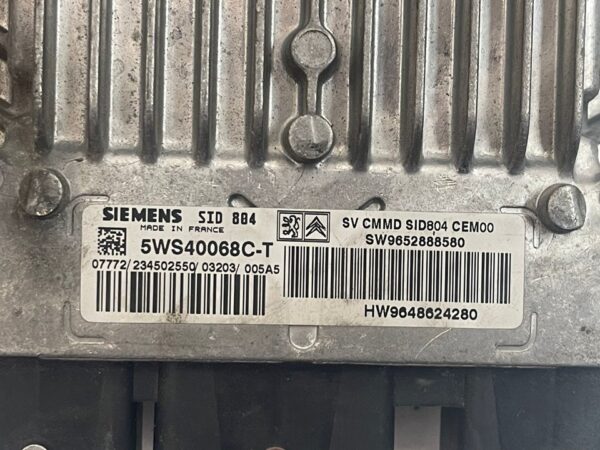 SIEMENS SID 804
MADE IN FRANCE
5WS40068C-T
07772/234502550/03203/ 005A5
SV CMMD SID804 CEM00
SW9652888580
HW9648624280